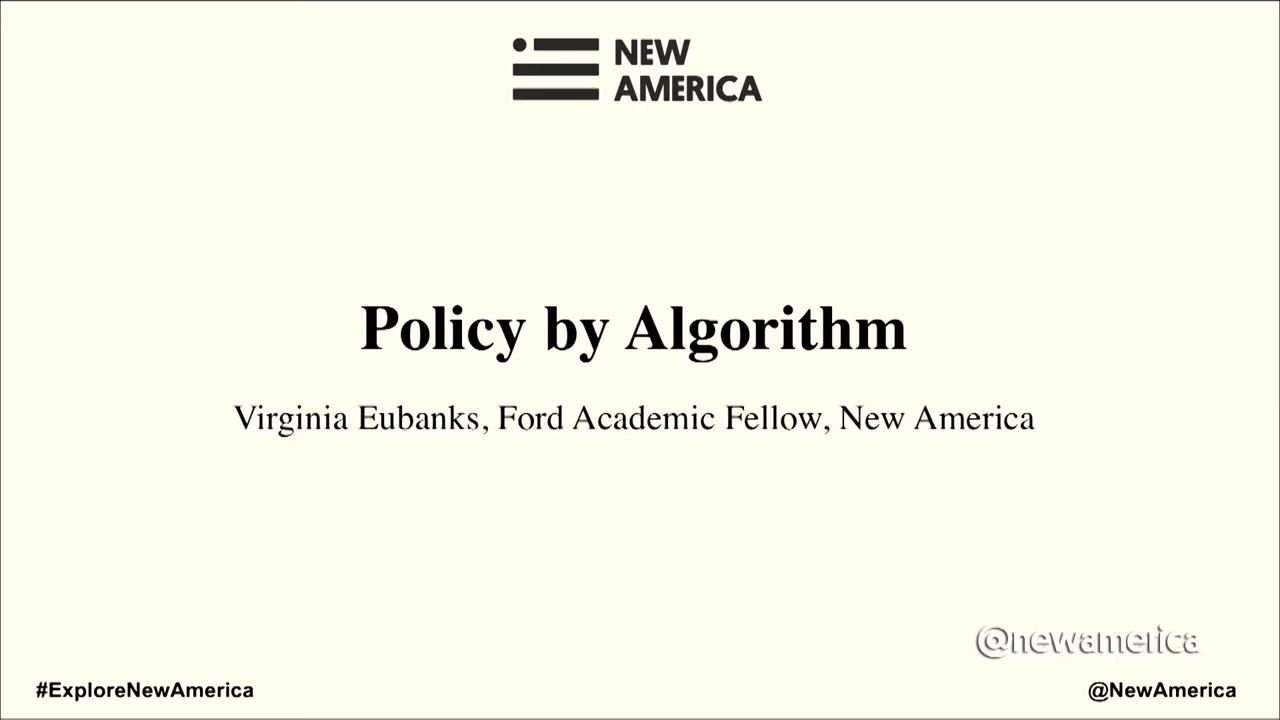 NEW
AMERICA
Policy by Algorithm
Virginia Eubanks, Ford Academic Fellow, New America
@newamerica
#ExploreNewAmerica
@NewAmerica